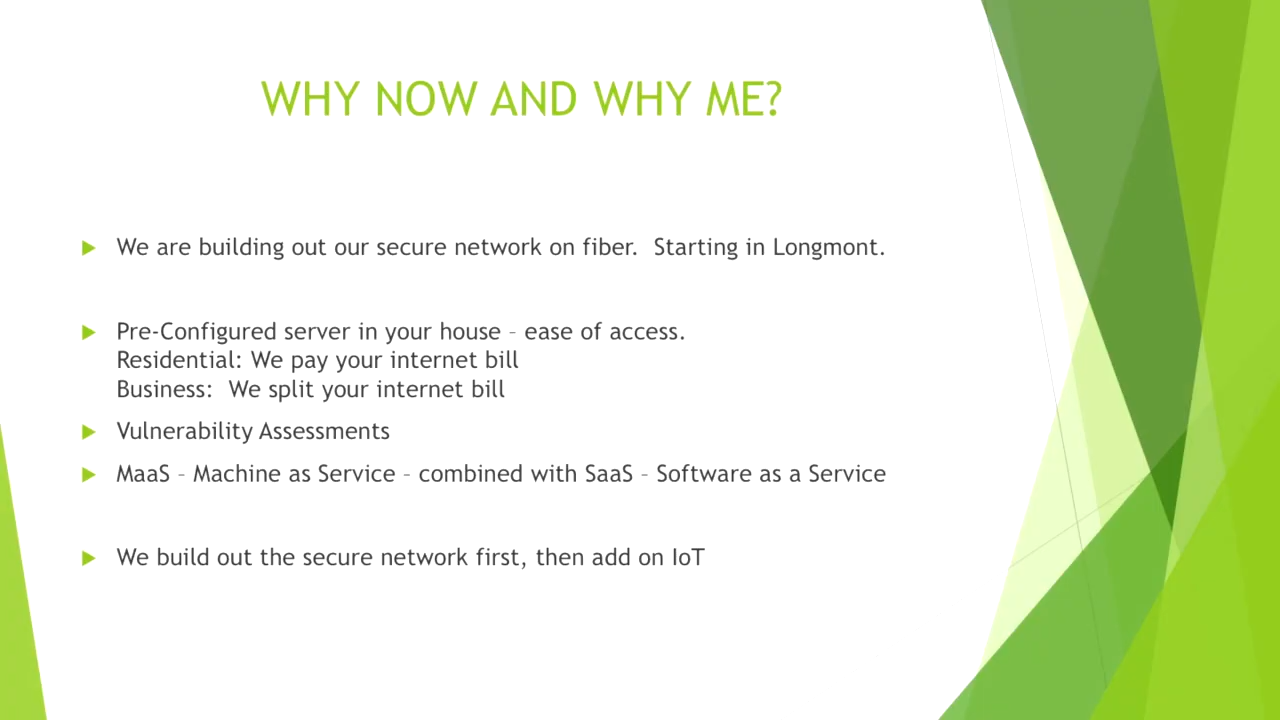 WHY NOW AND WHY ME?
We are building out our secure network on fiber.  Starting in Longmont.
Pre-Configured server in your house – ease of access.
Residential: We pay your internet bill
Business:  We split your internet bill
Vulnerability Assessments
MaaS – Machine as Service – combined with SaaS – Software as a Service
We build out the secure network first, then add on IoT